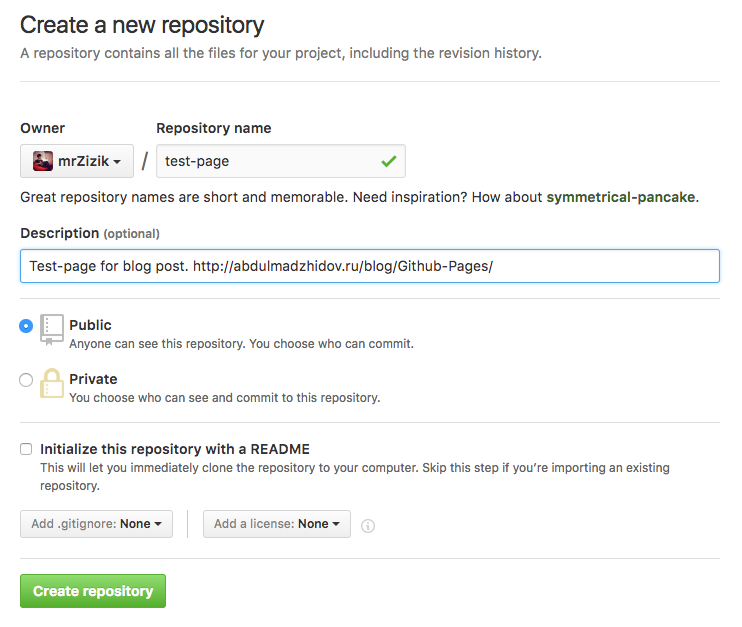 Create a new repository
A repository contains all the files for your project, including the revision history.
Owner
Repository name
mrZizik / test-page
Great repository names are short and memorable. Need inspiration? How about symmetrical-pancake.
Description (optional)
Test-page for blog post. http://abdulmadzhidov.ru/blog/Github-Pages/
Public
Anyone can see this repository. You choose who can commit.
Private
You choose who can see and commit to this repository.
Initialize this repository with a README
This will let you immediately clone the repository to your computer. Skip this step if you’re importing an existing
repository.
Add .gitignore: None
Add a license: None
Create repository